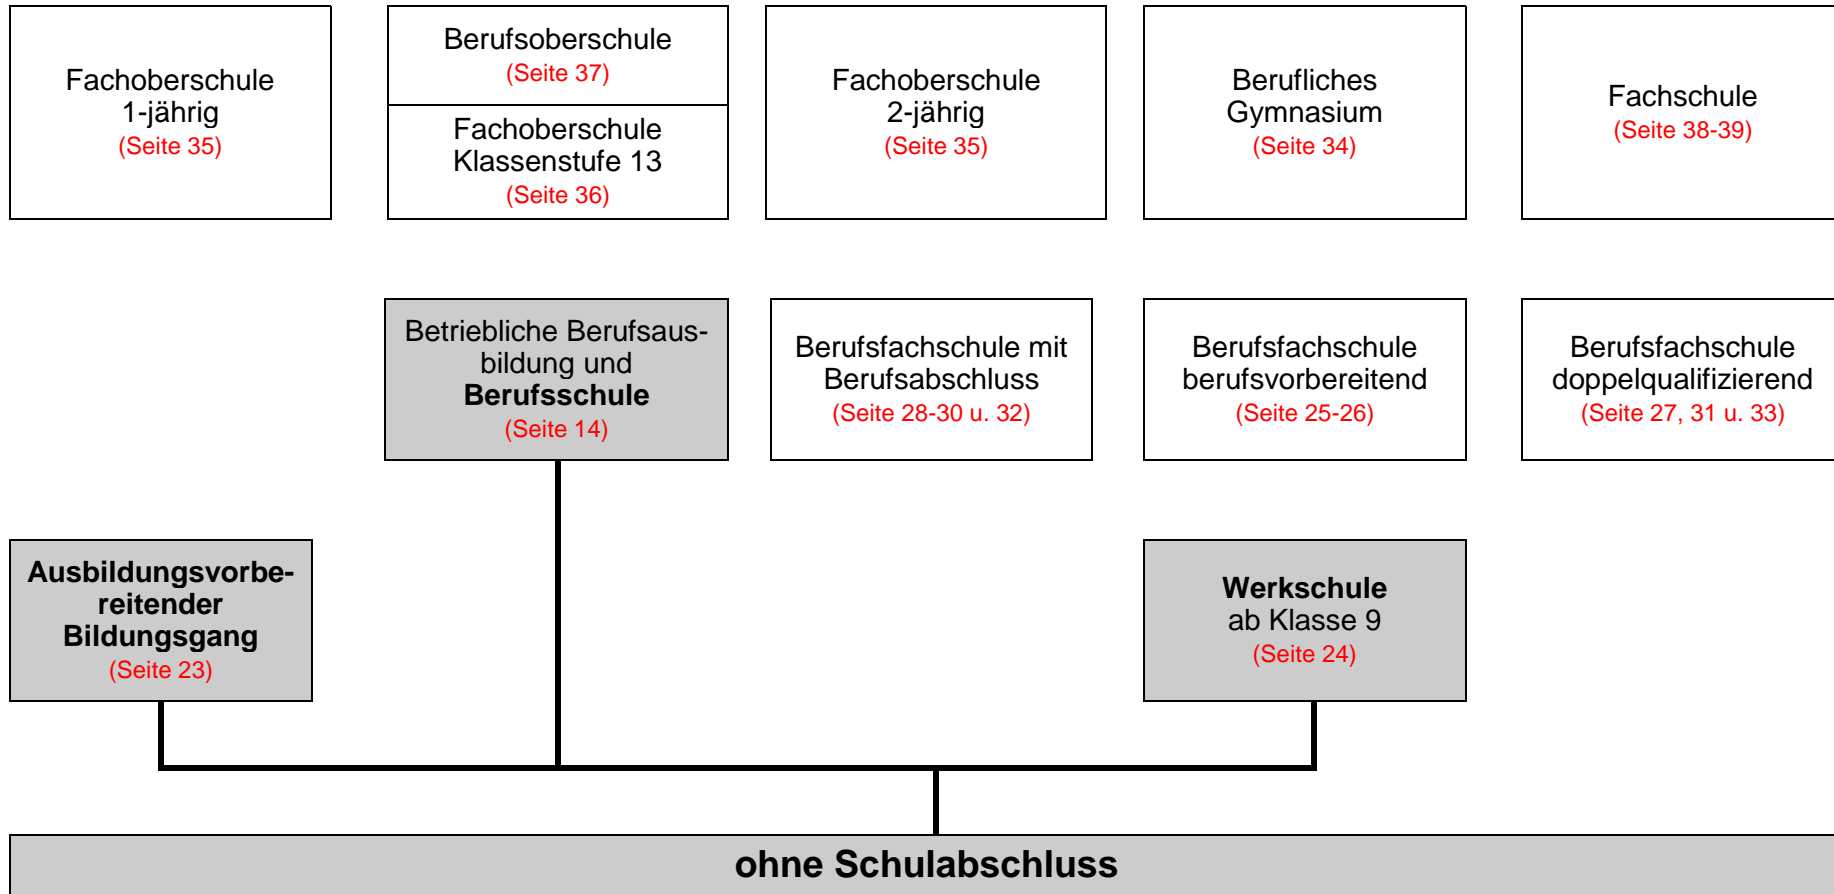 Fachoberschule
1-jährig
(Seite 35)
Berufsoberschule
(Seite 37)
Fachoberschule
Klassenstufe 13
(Seite 36)
Fachoberschule
2-jährig
(Seite 35)
Berufliches
Gymnasium
(Seite 34)
Fachschule
(Seite 38-39)
Betriebliche Berufsaus-
bildung und
Berufsschule
(Seite 14)
Berufsfachschule mit
Berufsabschluss
(Seite 28-30 u. 32)
Berufsfachschule
berufsvorbereitend
(Seite 25-26)
Berufsfachschule
doppelqualifizierend
(Seite 27, 31 u. 33)
Ausbildungsvorbe-
reitender
Bildungsgang
(Seite 23)
Werkschule
ab Klasse 9
(Seite 24)
ohne Schulabschluss